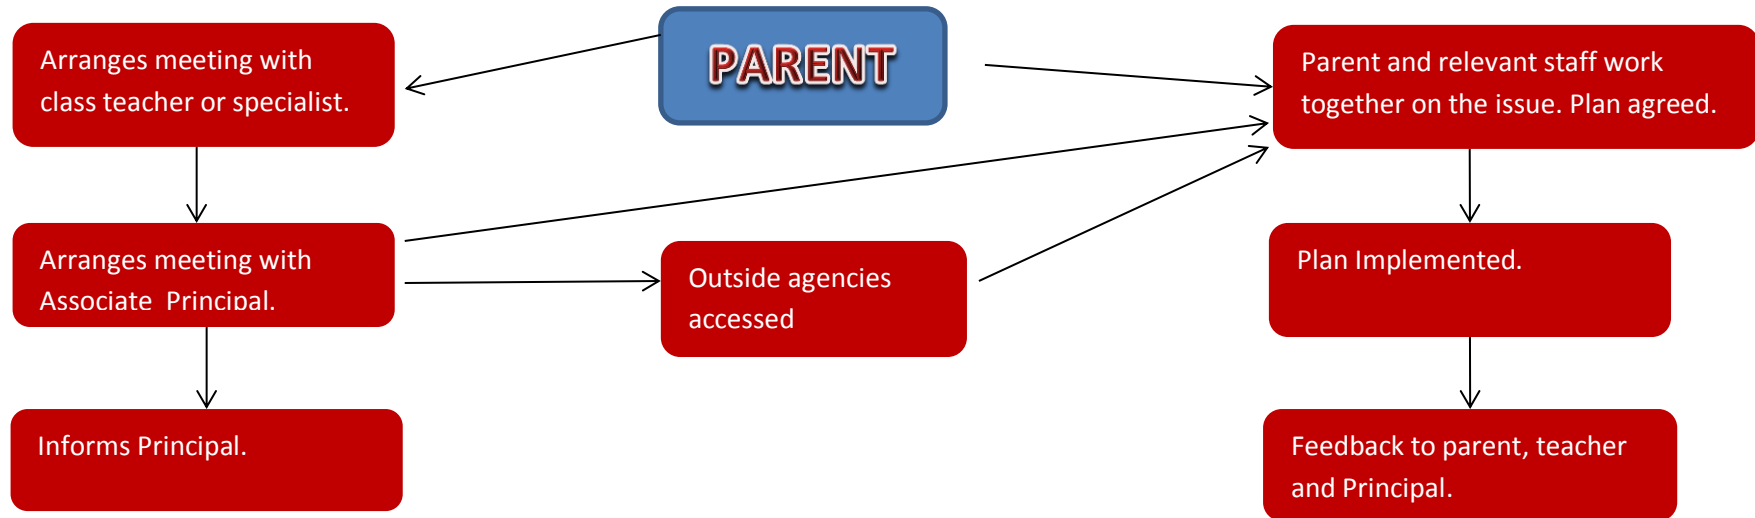 PARENT
Arranges meeting with
class teacher or specialist.
Parent and relevant staff work
together on the issue. Plan agreed.
Arranges meeting with
Associate Principal.
Outside agencies
accessed
Plan Implemented.
Informs Principal.
Feedback to parent, teacher
and Principal.